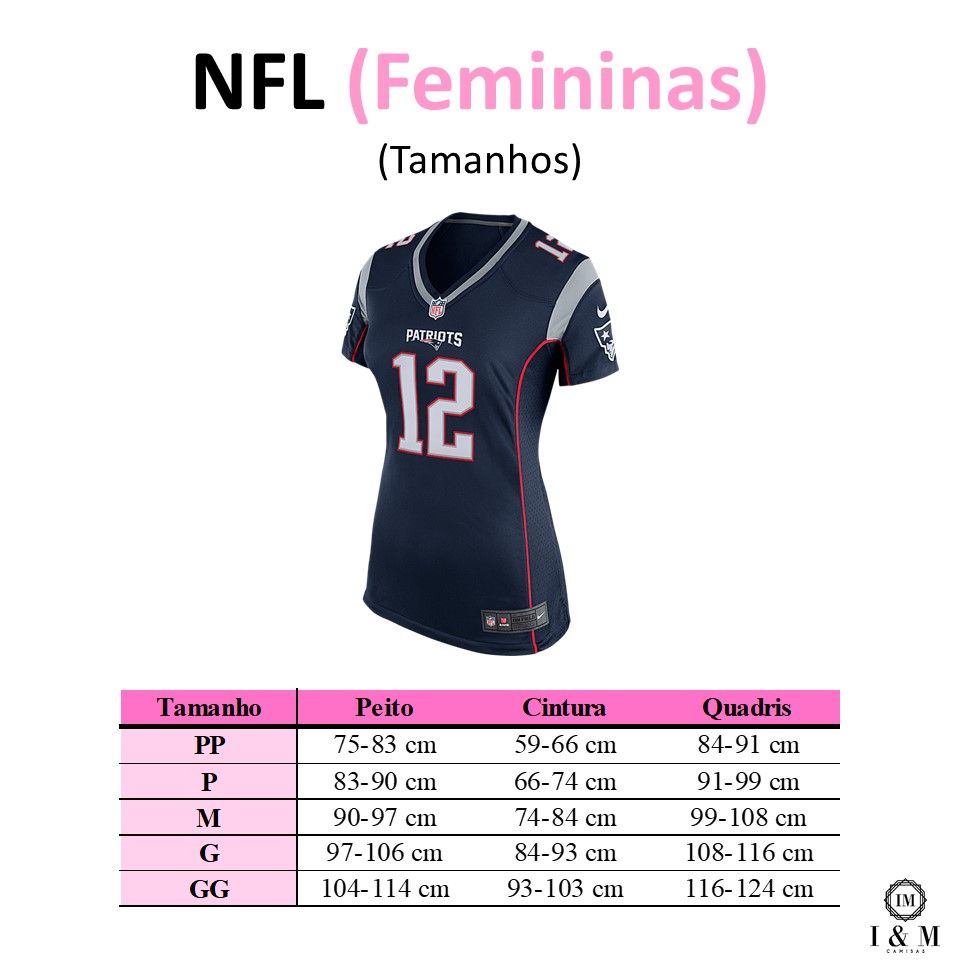 NFL (Femininas)
(Tamanhos)
12
12
NFL
PATRIOTS
12
Tamanho Peito Cintura Quadris
PP 75-83 cm 59-66 cm 84-91 cm
P 83-90 cm 66-74 cm 91-99 cm
M 90-97 cm 74-84 cm 99-108 cm
G 97-106 cm 84-93 cm 108-116 cm
GG 104-114 cm 93-103 cm 116-124 cm
IM
I & M
CAMISAS